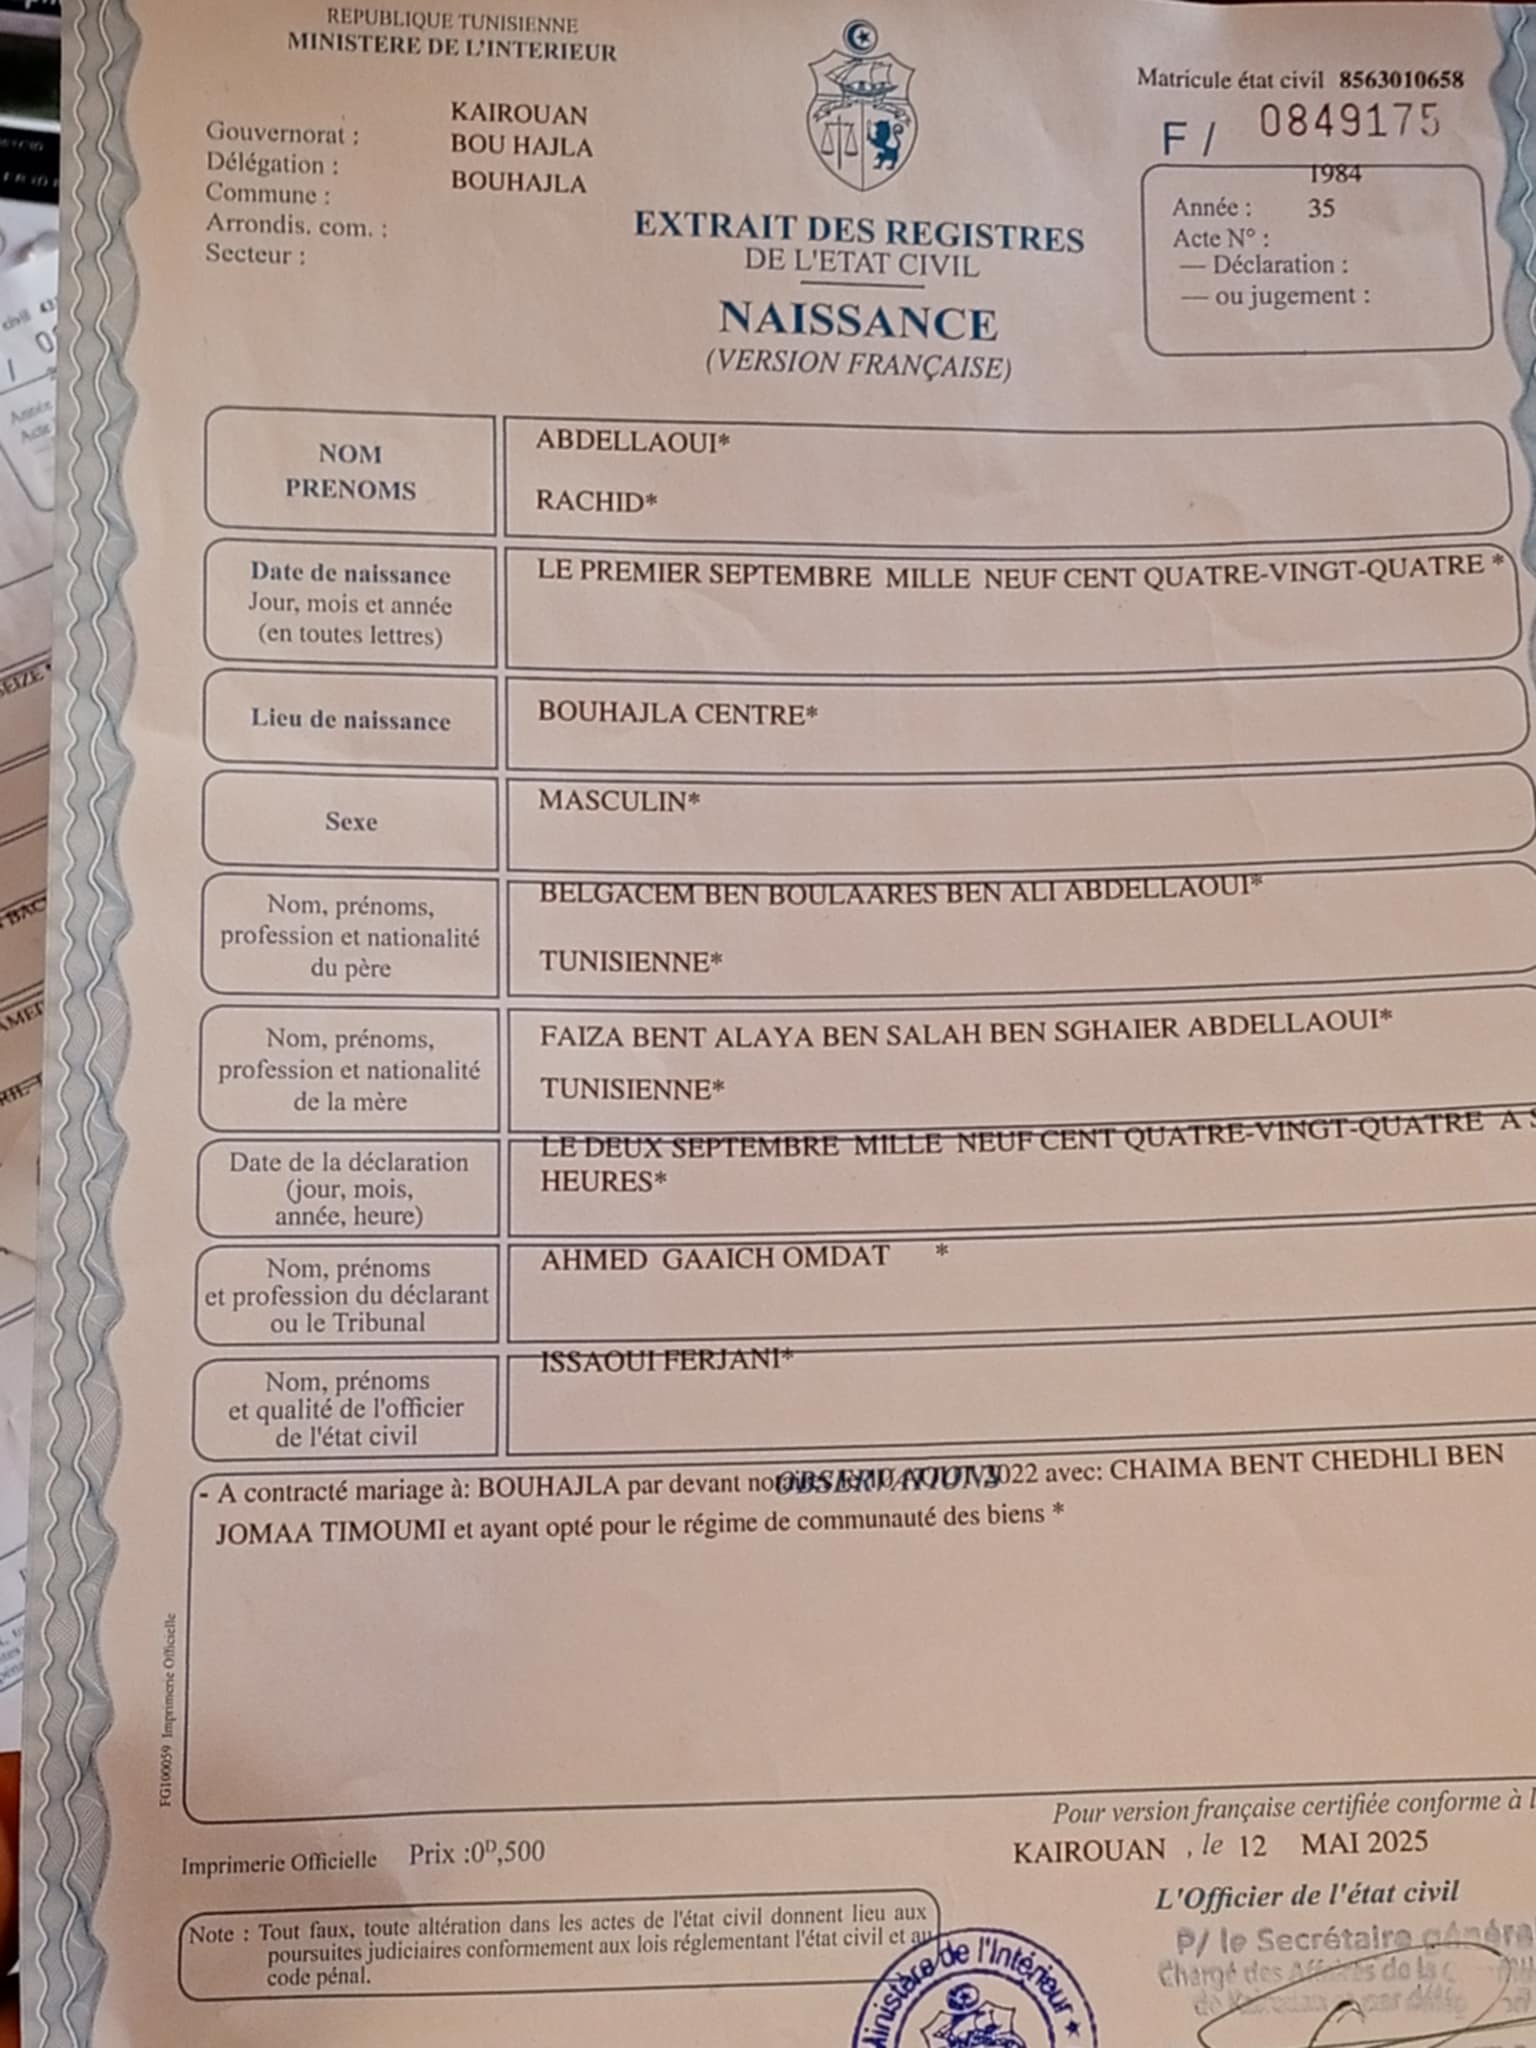 REPUBLIQUE TUNISIENNE
MINISTERE DE L'INTERIEUR
Gouvernorat : KAIROUAN
Délégation : BOU HAJLA
Commune : BOUHAJLA
Arrondis. com. :
Secteur :
Matricule état civil 8563010658
F / 0849175
1984
Année : 35
Acte N° :
— Déclaration :
— ou jugement :
EXTRAIT DES REGISTRES
DE L'ETAT CIVIL
NAISSANCE
(VERSION FRANÇAISE)
NOM
PRENOMS
ABDELLAOUI*
RACHID*
Date de naissance
Jour, mois et année
(en toutes lettres)
LE PREMIER SEPTEMBRE MILLE NEUF CENT QUATRE-VINGT-QUATRE *
Lieu de naissance
BOUHAJLA CENTRE*
Sexe
MASCULIN*
Nom, prénoms,
profession et nationalité
du père
BELGACEM BEN BOULAARES BEN ALI ABDELLAOUI*
TUNISIENNE*
Nom, prénoms,
profession et nationalité
de la mère
FAIZA BENT ALAYA BEN SALAH BEN SGHAIER ABDELLAOUI*
TUNISIENNE*
Date de la déclaration
(jour, mois,
année, heure)
LE DEUX SEPTEMBRE MILLE NEUF CENT QUATRE-VINGT-QUATRE A
HEURES*
Nom, prénoms
et profession du déclarant
ou le Tribunal
AHMED GAAICH OMDAT *
Nom, prénoms
et qualité de l'officier
de l'état civil
ISSAOUI FERJANI*
OBSERVATIONS
- A contracté mariage à: BOUHAJLA par devant AOUT 2022 avec: CHAIMA BENT CHEDHLI BEN
JOMAA TIMOUMI et ayant opté pour le régime de communauté des biens *
FG100059 Imprimerie Officielle
Pour version française certifiée conforme à
Imprimerie Officielle Prix :0D,500
KAIROUAN , le 12 MAI 2025
L'Officier de l'état civil
Note : Tout faux, toute altération dans les actes de l'état civil donnent lieu aux
poursuites judiciaires conformement aux lois réglementant l'état civil et au
code pénal.
Ministère de l'Intérieur
P/ le Secrétaire
Chargé des Affaires de la
de Kairouan